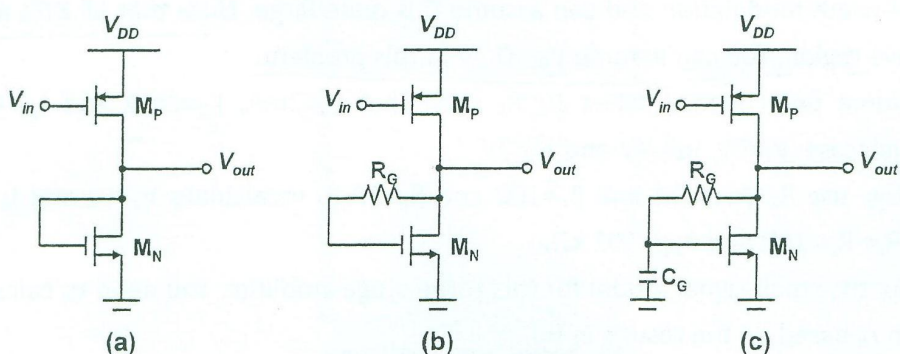 V_DD V_DD V_DD
V_in M_P V_in M_P V_in M_P
V_out V_out V_out
R_G R_G
M_N M_N M_N
C_G
(a) (b) (c)